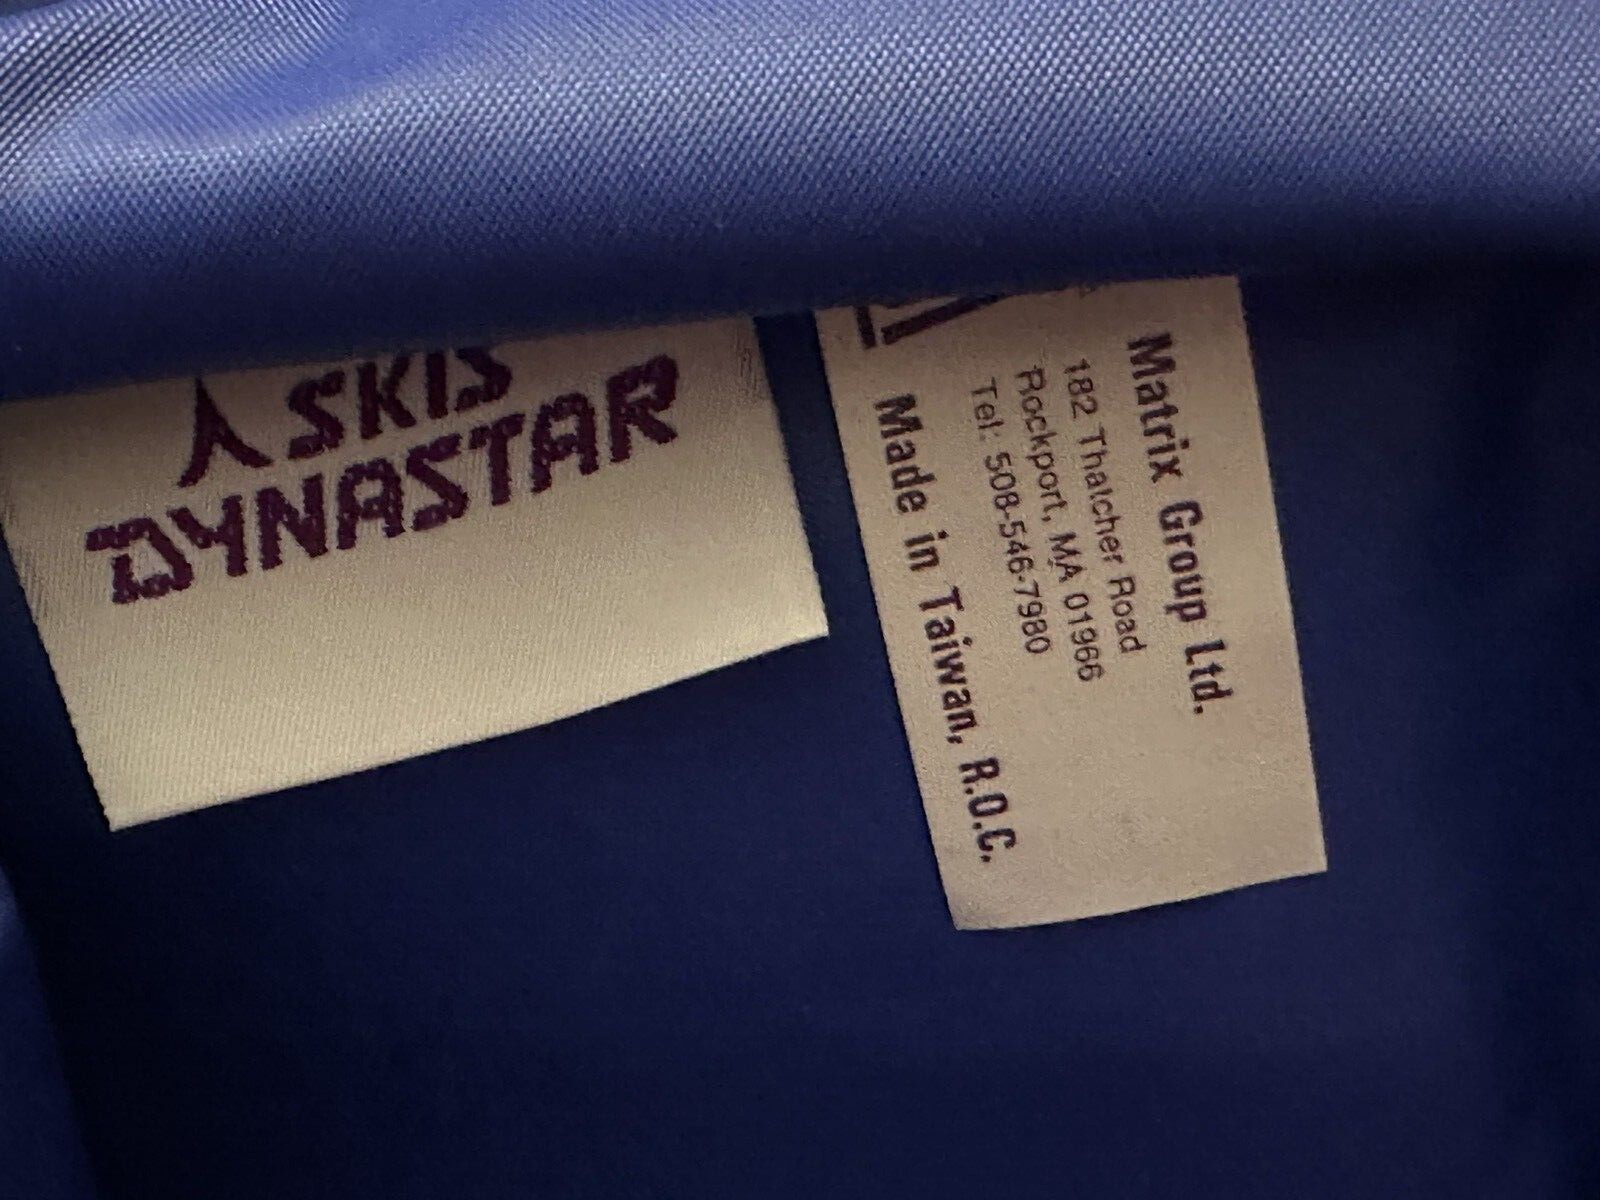 SKIS
DYNASTAR
Matrix Group Ltd.
182 Thatcher Road
Rockport, MA 01966
Tel: 508-546-7980
Made in Taiwan, R.O.C.